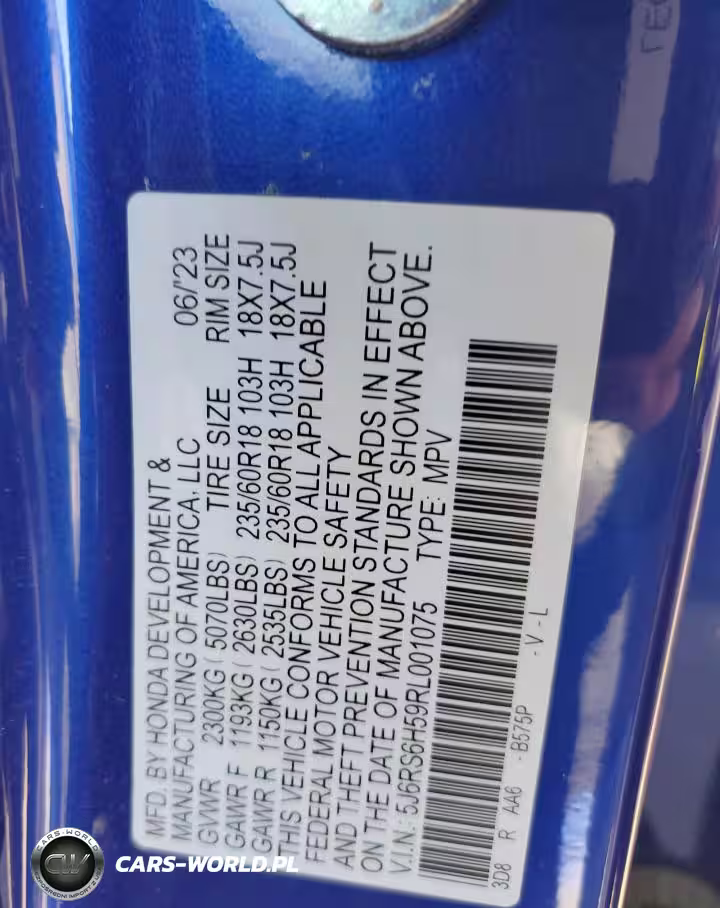 MFD. BY HONDA DEVELOPMENT &
MANUFACTURING OF AMERICA, LLC 06/'23
GVWR 2300KG ( 5070LBS) TIRE SIZE RIM SIZE
GAWR F 1193KG ( 2630LBS) 235/60R18 103H 18X7.5J
GAWR R 1150KG ( 2535LBS) 235/60R18 103H 18X7.5J
THIS VEHICLE CONFORMS TO ALL APPLICABLE
FEDERAL MOTOR VEHICLE SAFETY
AND THEFT PREVENTION STANDARDS IN EFFECT
ON THE DATE OF MANUFACTURE SHOWN ABOVE.
V.I.N.: 5J6RS6H59RL001075 TYPE: MPV
3D8 R AA6 -B575P - V - L
CARS-WORLD
CW
CARS-WORLD.PL